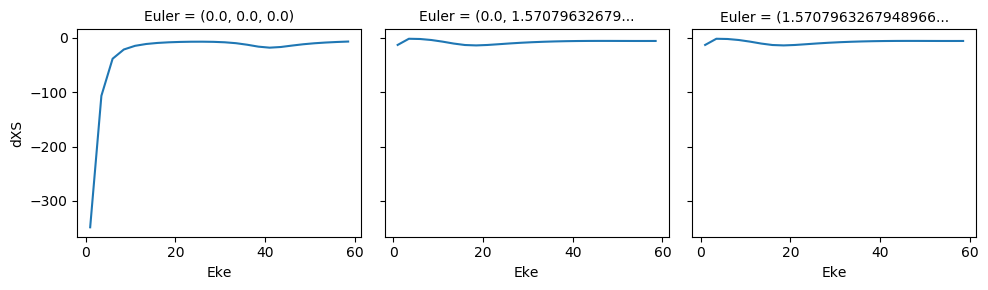 Euler = (0.0, 0.0, 0.0)
Euler = (0.0, 1.57079632679...
Euler = (1.5707963267948966...
dXS
0
−100
−200
−300
0 20 40 60
0 20 40 60
0 20 40 60
Eke
Eke
Eke